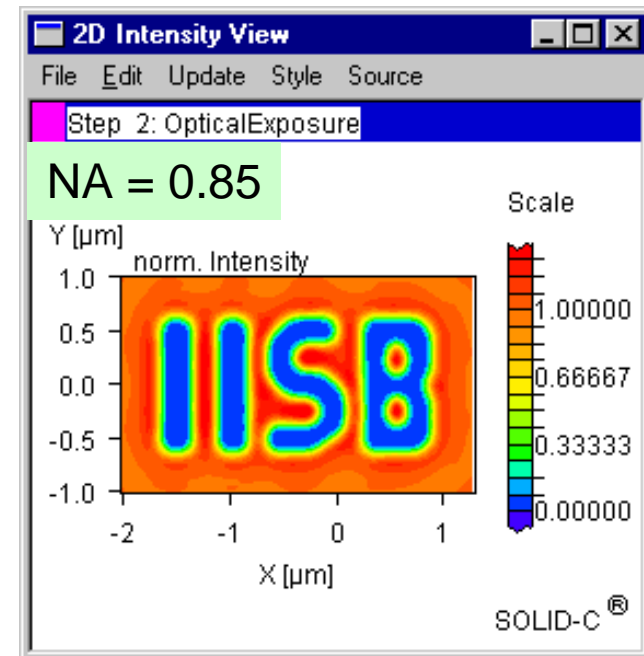 2D Intensity View
File Edit Update Style Source
Step 2: OpticalExposure
NA = 0.85
Scale
Y [µm]
norm. Intensity
1.0
0.5
0.0
-0.5
-1.0
IISB
1.00000
0.66667
0.33333
0.00000
-2 -1 0 1
X [µm]
SOLID-C ®